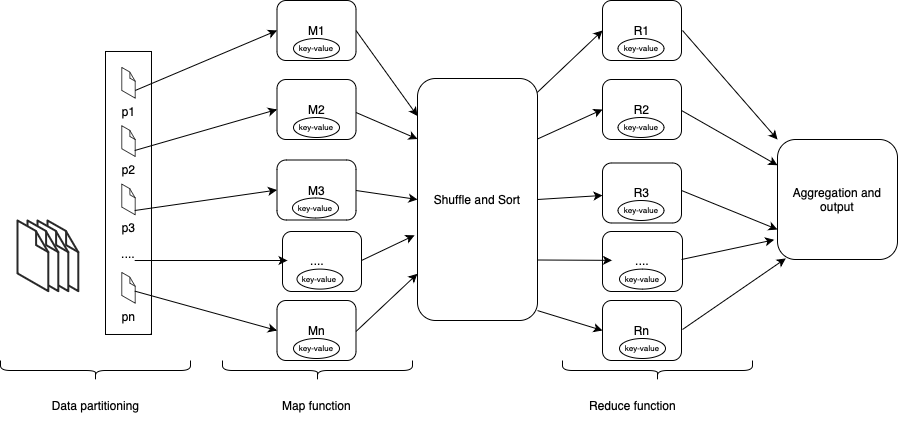 p1
p2
p3
....
pn
M1
key-value
M2
key-value
M3
key-value
....
key-value
Mn
key-value
Shuffle and Sort
R1
key-value
R2
key-value
R3
key-value
....
key-value
Rn
key-value
Aggregation and
output
Data partitioning
Map function
Reduce function